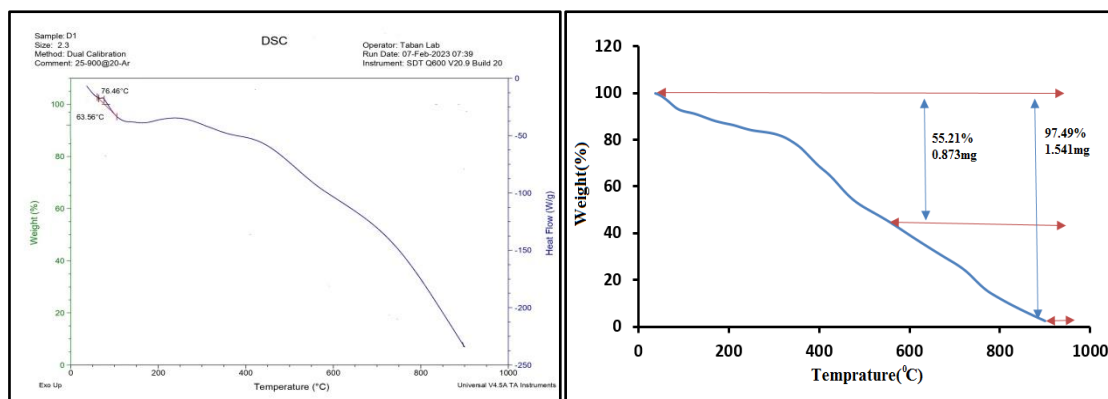 Sample: D1
Size: 2.3
Method: Dual Calibration
Comment: 25-900@20-Ar
DSC
Operator: Taban Lab
Run Date: 07-Feb-2023 07:39
Instrument: SDT Q600 V20.9 Build 20
76.46°C
63.56°C
100
80
60
40
20
0
Weight (%)
0
-50
-100
-150
-200
-250
Heat Flow (W/g)
0
200
400
600
800
1000
Exo Up
Temperature (°C)
Universal V4.5A TA Instruments
120
100
80
60
40
20
0
Weight(%)
55.21%
0.873mg
97.49%
1.541mg
0
200
400
600
800
1000
Temprature(⁰C)